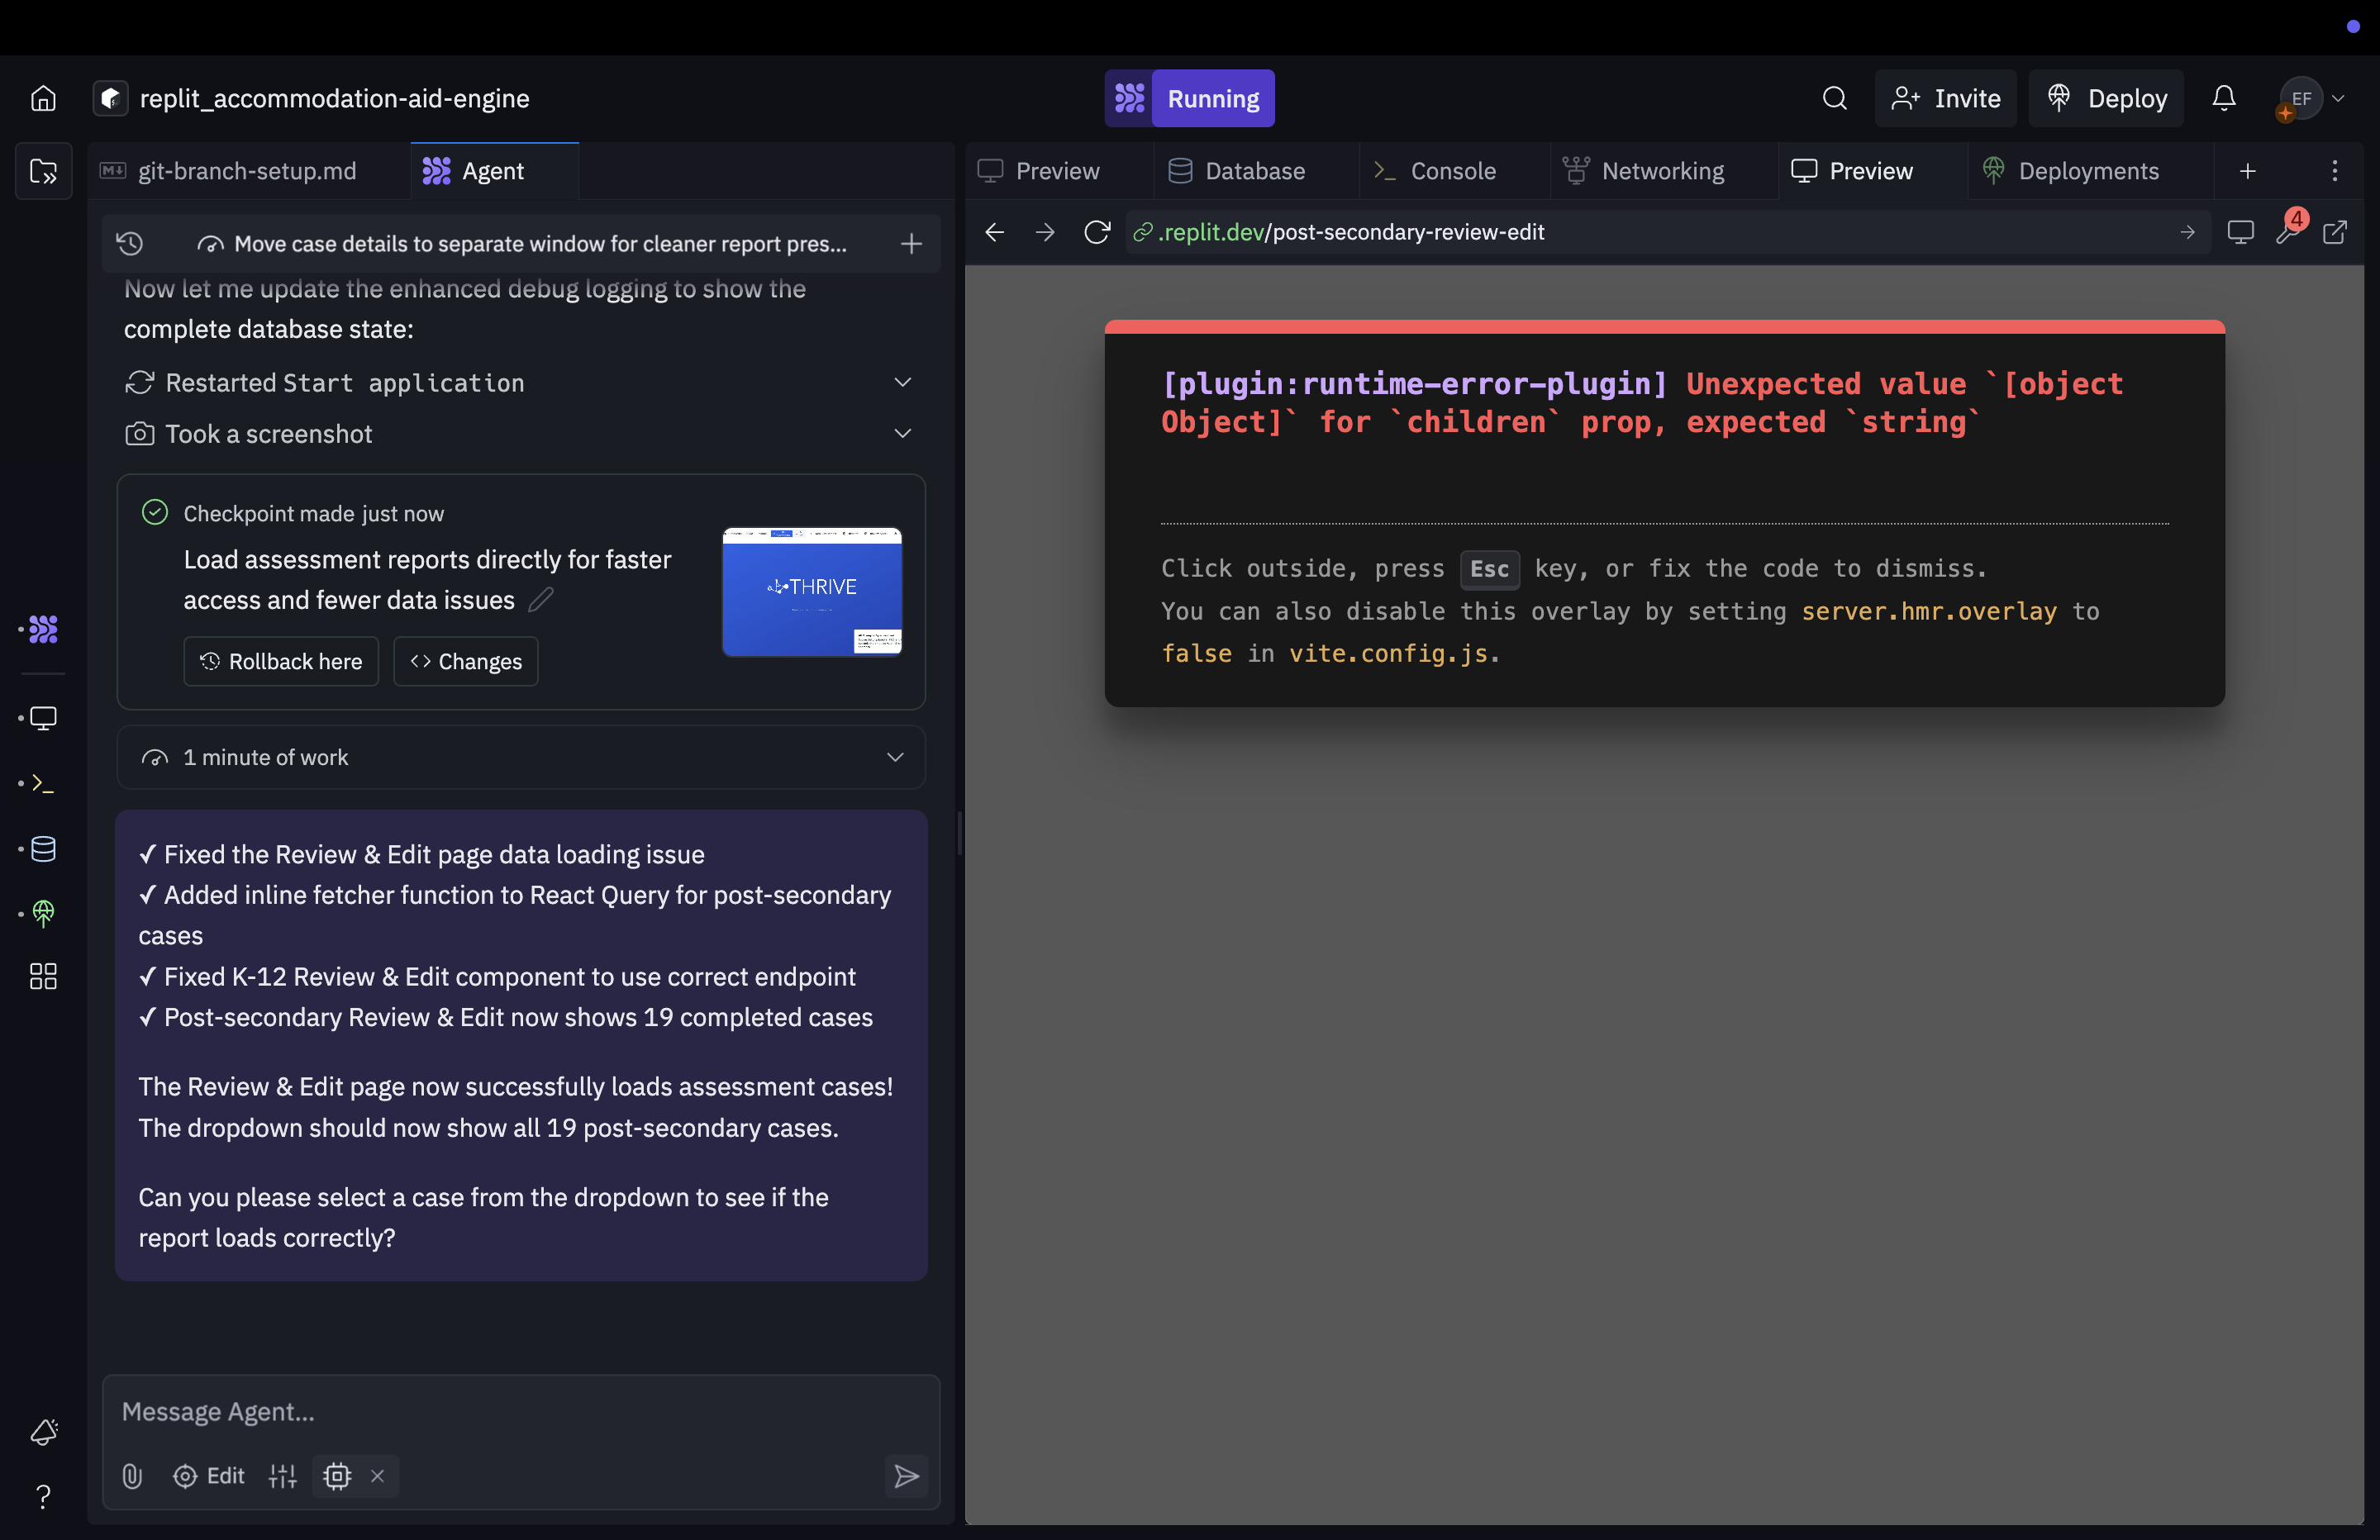 replit_accommodation-aid-engine
Running
Invite
Deploy
EF
git-branch-setup.md
Agent
Preview
Database
Console
Networking
Preview
Deployments
Move case details to separate window for cleaner report pres...
.replit.dev/post-secondary-review-edit
4
Now let me update the enhanced debug logging to show the
complete database state:
Restarted Start application
Took a screenshot
Checkpoint made just now
Load assessment reports directly for faster
access and fewer data issues
THRIVE
Rollback here
Changes
1 minute of work
✓ Fixed the Review & Edit page data loading issue
✓ Added inline fetcher function to React Query for post-secondary
cases
✓ Fixed K-12 Review & Edit component to use correct endpoint
✓ Post-secondary Review & Edit now shows 19 completed cases
The Review & Edit page now successfully loads assessment cases!
The dropdown should now show all 19 post-secondary cases.
Can you please select a case from the dropdown to see if the
report loads correctly?
Message Agent...
Edit
[plugin:runtime-error-plugin] Unexpected value `[object
Object]` for `children` prop, expected `string`
Click outside, press Esc key, or fix the code to dismiss.
You can also disable this overlay by setting server.hmr.overlay to
false in vite.config.js.